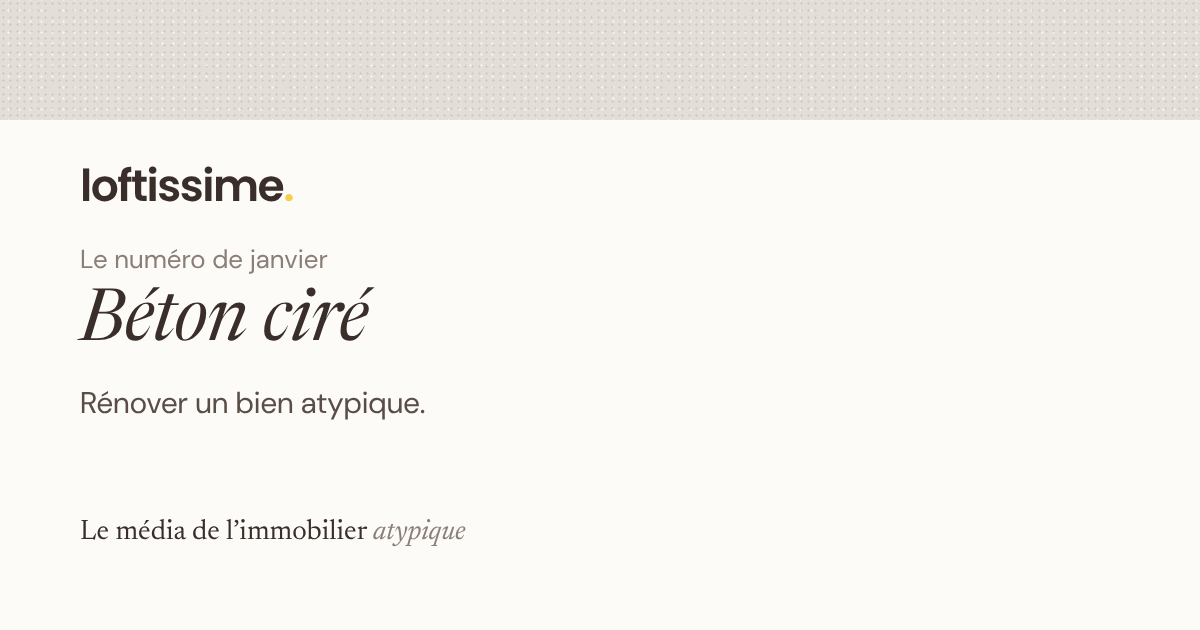 loftissime.
Le numéro de janvier
Béton ciré
Rénover un bien atypique.
Le média de l’immobilier atypique